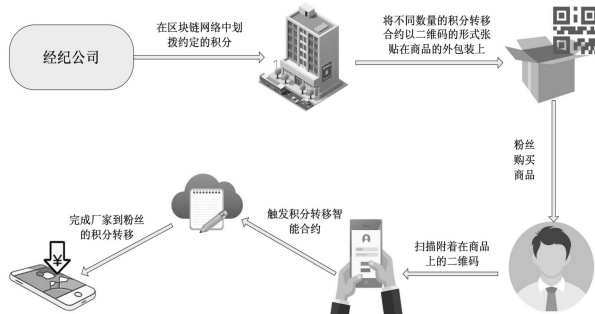 经纪公司
在区块链网络中划
拨约定的积分
将不同数量的积分转移
合约以二维码的形式张
贴在商品的外包装上
粉丝
购买
商品
扫描附着在商品
上的二维码
触发积分转移智
能合约
完成厂家到粉丝
的积分转移
¥